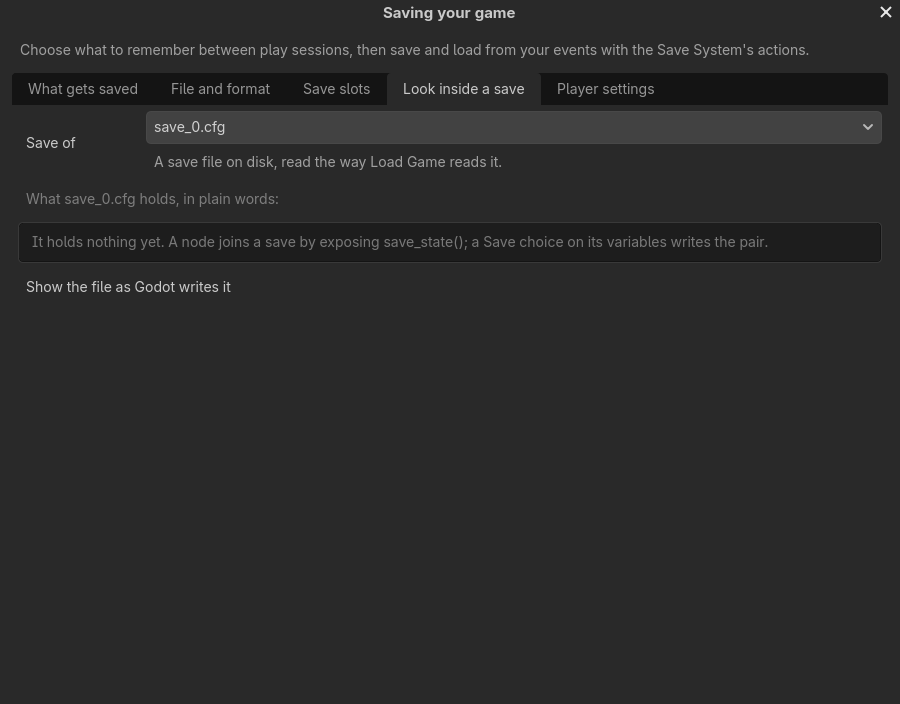 Saving your game
Choose what to remember between play sessions, then save and load from your events with the Save System's actions.
What gets saved
File and format
Save slots
Look inside a save
Player settings
Save of
save_0.cfg
A save file on disk, read the way Load Game reads it.
What save_0.cfg holds, in plain words:
It holds nothing yet. A node joins a save by exposing save_state(); a Save choice on its variables writes the pair.
Show the file as Godot writes it